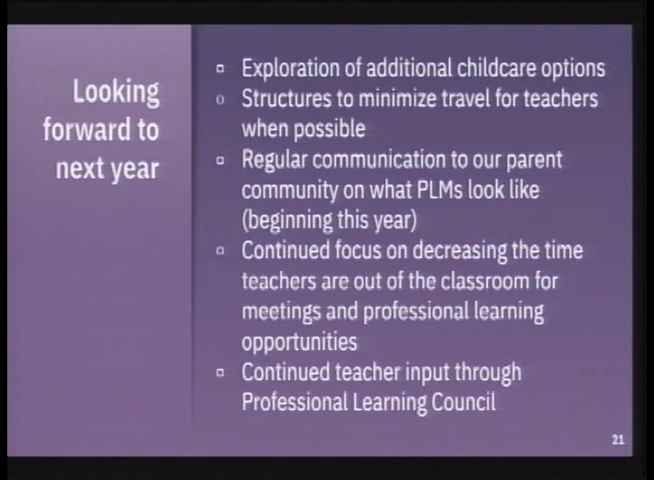 Looking
forward to
next year
Exploration of additional childcare options
Structures to minimize travel for teachers
when possible
Regular communication to our parent
community on what PLMs look like
(beginning this year)
Continued focus on decreasing the time
teachers are out of the classroom for
meetings and professional learning
opportunities
Continued teacher input through
Professional Learning Council
21